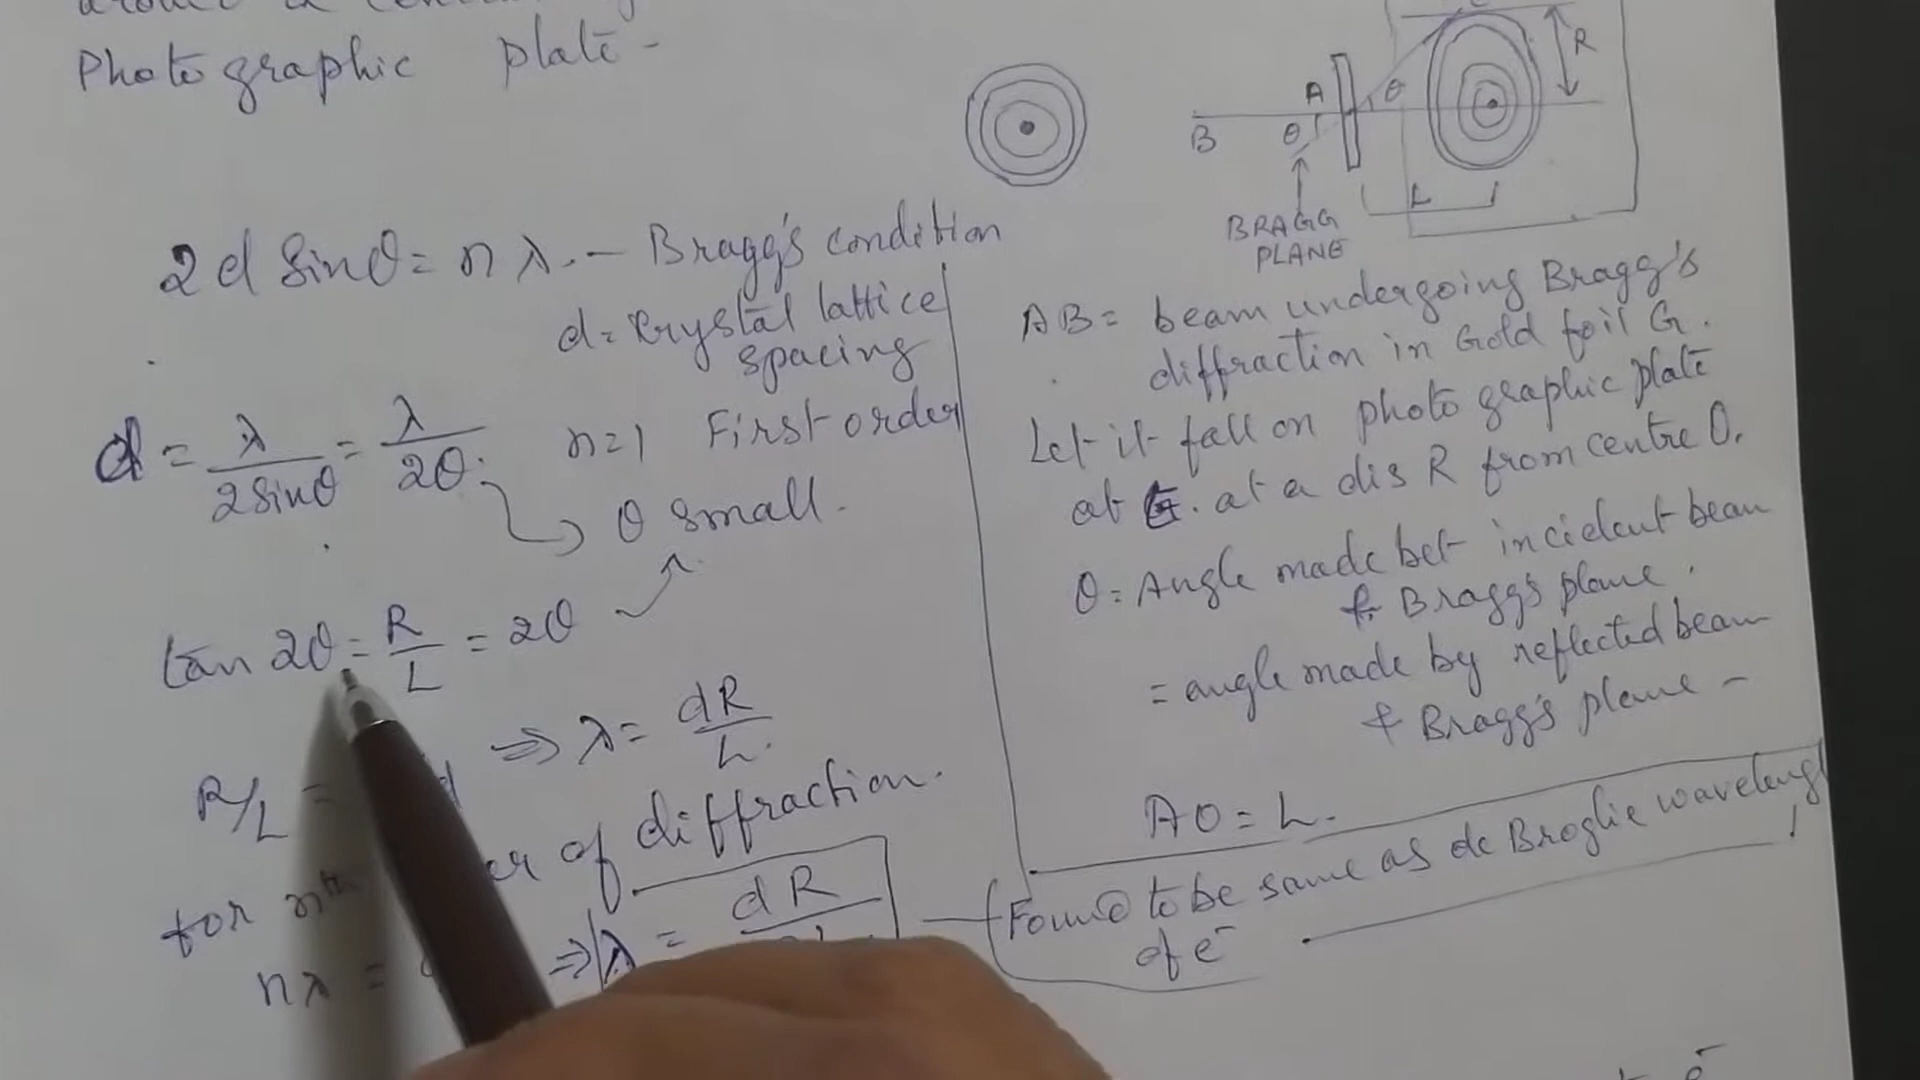 Photographic plate -
2d Sinθ = nλ. - Bragg's condition
d = crystal lattice
spacing
d = λ/2Sinθ = λ/2θ. n=1 First order
θ small.
tan 2θ = R/L = 2θ
⇒ λ = dR/L.
R/L =
for nth of diffraction.
nλ = ⇒ λ = dR
R
A
θ
B
θ
L
BRAGG
PLANE
AB = beam undergoing Bragg's
diffraction in Gold foil G.
Let it fall on photographic plate
at a dis R from centre O.
θ = Angle made bet incident beam
& Bragg's plane.
= angle made by reflected beam
& Bragg's plane -
AO = L.
Found to be same as de Broglie waveleng
of e-
e-